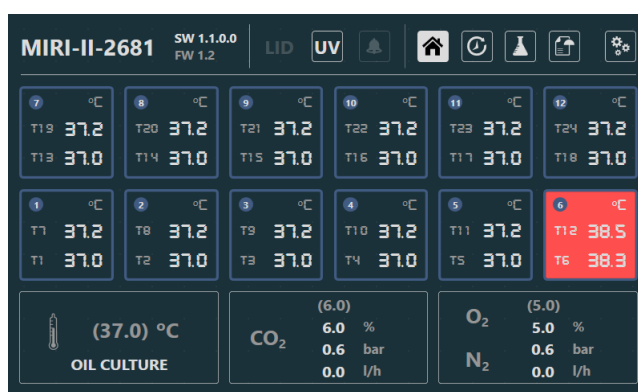 MIRI-II-2681 SW 1.1.0.0 LID UV
FW 1.2
7 °C 8 °C 9 °C 10 °C 11 °C 12 °C
T19 37.2 T20 37.2 T21 37.2 T22 37.2 T23 37.2 T24 37.2
T13 37.0 T14 37.0 T15 37.0 T16 37.0 T17 37.0 T18 37.0
1 °C 2 °C 3 °C 4 °C 5 °C 6 °C
T7 37.2 T8 37.2 T9 37.2 T10 37.2 T11 37.2 T12 38.5
T1 37.0 T2 37.0 T3 37.0 T4 37.0 T5 37.0 T6 38.3
(37.0) °C
OIL CULTURE
CO₂
(6.0)
6.0 %
0.6 bar
0.0 l/h
O₂
N₂
(5.0)
5.0 %
0.6 bar
0.0 l/h